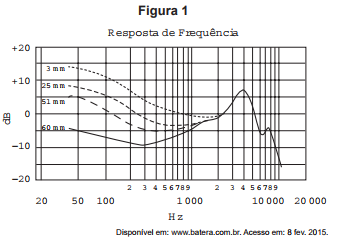 Figura 1
Resposta de Frequência
+20
+10
0
−10
−20
dB
3 mm
25 mm
51 mm
60 mm
2 3 4 5 6 7 8 9 2 3 4 5 6 7 8 9
20 50 100 1 000 10 000 20 000
Hz
Disponível em: www.batera.com.br. Acesso em: 8 fev. 2015.